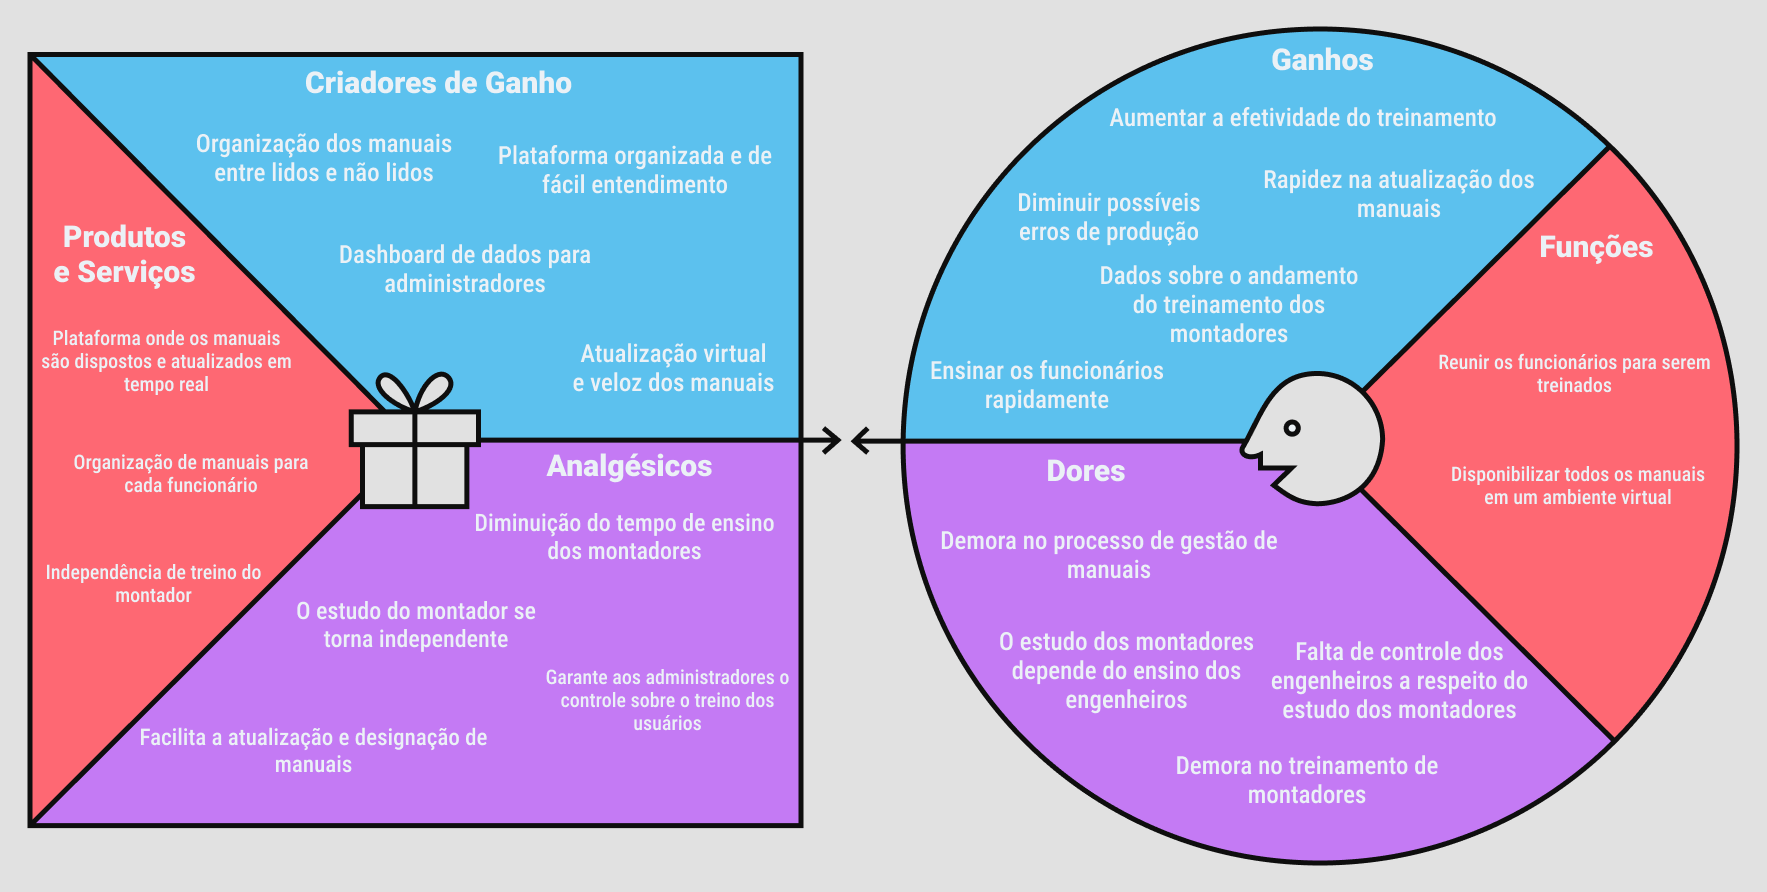 Criadores de Ganho
Organização dos manuais
entre lidos e não lidos
Plataforma organizada e de
fácil entendimento
Dashboard de dados para
administradores
Atualização virtual
e veloz dos manuais
Produtos
e Serviços
Plataforma onde os manuais
são dispostos e atualizados em
tempo real
Organização de manuais para
cada funcionário
Independência de treino do
montador
Analgésicos
Diminuição do tempo de ensino
dos montadores
O estudo do montador se
torna independente
Garante aos administradores o
controle sobre o treino dos
usuários
Facilita a atualização e designação de
manuais
Ganhos
Aumentar a efetividade do treinamento
Rapidez na atualização dos
manuais
Diminuir possíveis
erros de produção
Dados sobre o andamento
do treinamento dos
montadores
Ensinar os funcionários
rapidamente
Funções
Reunir os funcionários para serem
treinados
Disponibilizar todos os manuais
em um ambiente virtual
Dores
Demora no processo de gestão de
manuais
O estudo dos montadores
depende do ensino dos
engenheiros
Falta de controle dos
engenheiros a respeito do
estudo dos montadores
Demora no treinamento de
montadores